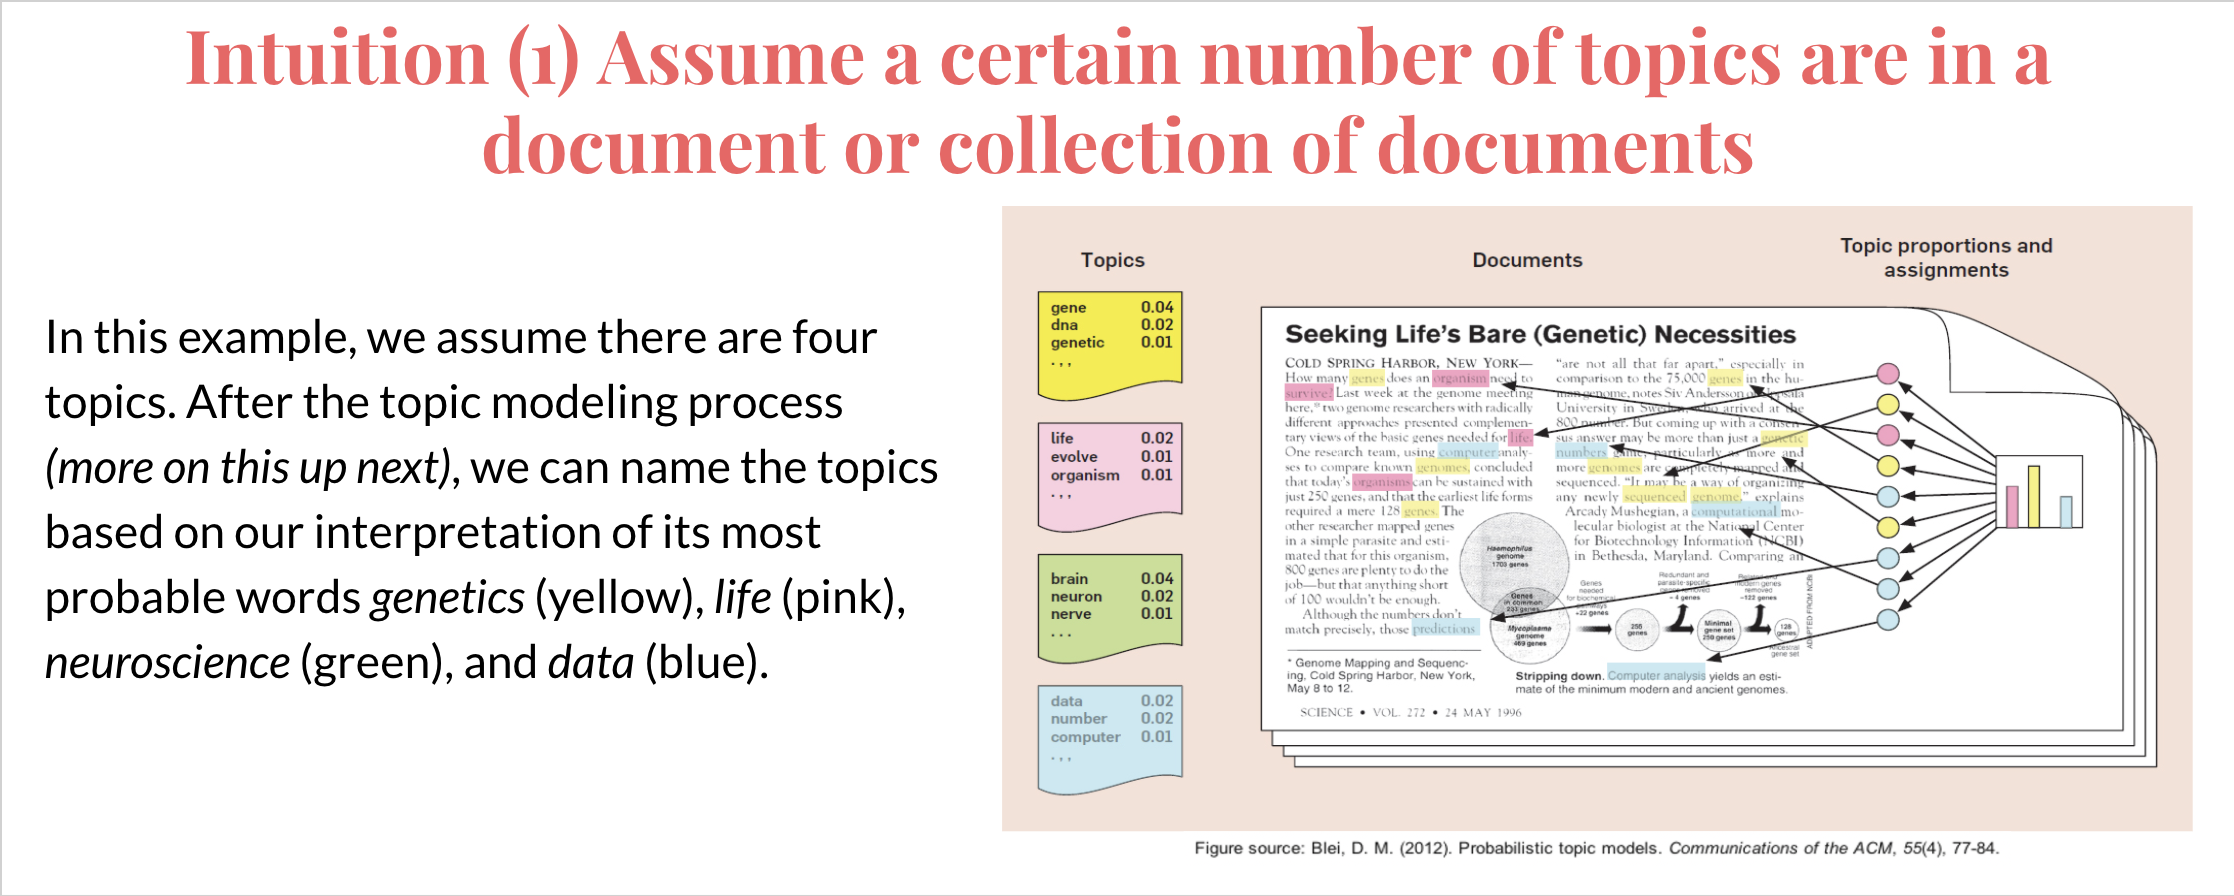 Intuition (1) Assume a certain number of topics are in a
document or collection of documents
In this example, we assume there are four
topics. After the topic modeling process
(more on this up next), we can name the topics
based on our interpretation of its most
probable words genetics (yellow), life (pink),
neuroscience (green), and data (blue).
Topics
gene 0.04
dna 0.02
genetic 0.01
. , ,
life 0.02
evolve 0.01
organism 0.01
. , ,
brain 0.04
neuron 0.02
nerve 0.01
. . .
data 0.02
number 0.02
computer 0.01
. , ,
Documents
Topic proportions and
assignments
Seeking Life's Bare (Genetic) Necessities
COLD SPRING HARBOR, NEW YORK—
How many genes does an organism need to
survive? Last week at the genome meeting
here,* two genome researchers with radically
different approaches presented complemen-
tary views of the basic genes needed for life.
One research team, using computer analy-
ses to compare known genomes, concluded
that today's organisms can be sustained with
just 250 genes, and that the earliest life forms
required a mere 128 genes. The
other researcher mapped genes
in a simple parasite and esti-
mated that for this organism,
800 genes are plenty to do the
job—but that anything short
of 100 wouldn't be enough.
Although the numbers don't
match precisely, those predictions
* Genome Mapping and Sequenc-
ing, Cold Spring Harbor, New York,
May 8 to 12.
"are not all that far apart," especially in
comparison to the 75,000 genes in the hu-
man genome, notes Siv Andersson
University in Sweden, who arrived at the
800 number. But coming up with a consen-
sus answer may be more than just a genetic
numbers game, particularly as more and
more genomes are completely mapped and
sequenced. "It may be a way of organizing
any newly sequenced genome," explains
Arcady Mushegian, a computational mo-
lecular biologist at the National Center
for Biotechnology Information (NCBI)
in Bethesda, Maryland. Comparing an
Haemophilus
genome
1703 genes
Genes
in common
233 genes
Mycoplasma
genome
469 genes
Genes
needed
for biochemical
pathways
+22 genes
256
genes
Redundant and
parasite-specific
genes removed
– 4 genes
Minimal
gene set
250 genes
modern genes
removed
–122 genes
128
genes
Ancestral
gene set
ADAPTED FROM NCBI
Stripping down. Computer analysis yields an esti-
mate of the minimum modern and ancient genomes.
SCIENCE • VOL. 272 • 24 MAY 1996
Figure source: Blei, D. M. (2012). Probabilistic topic models. Communications of the ACM, 55(4), 77-84.